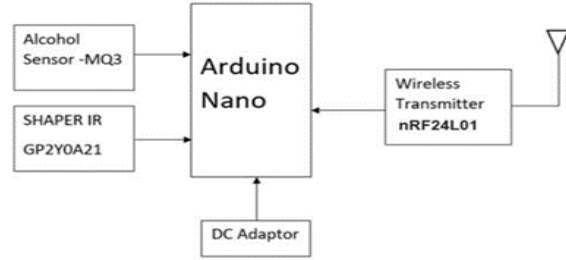 Alcohol
Sensor -MQ3
SHAPER IR
GP2Y0A21
Arduino
Nano
Wireless
Transmitter
nRF24L01
DC Adaptor